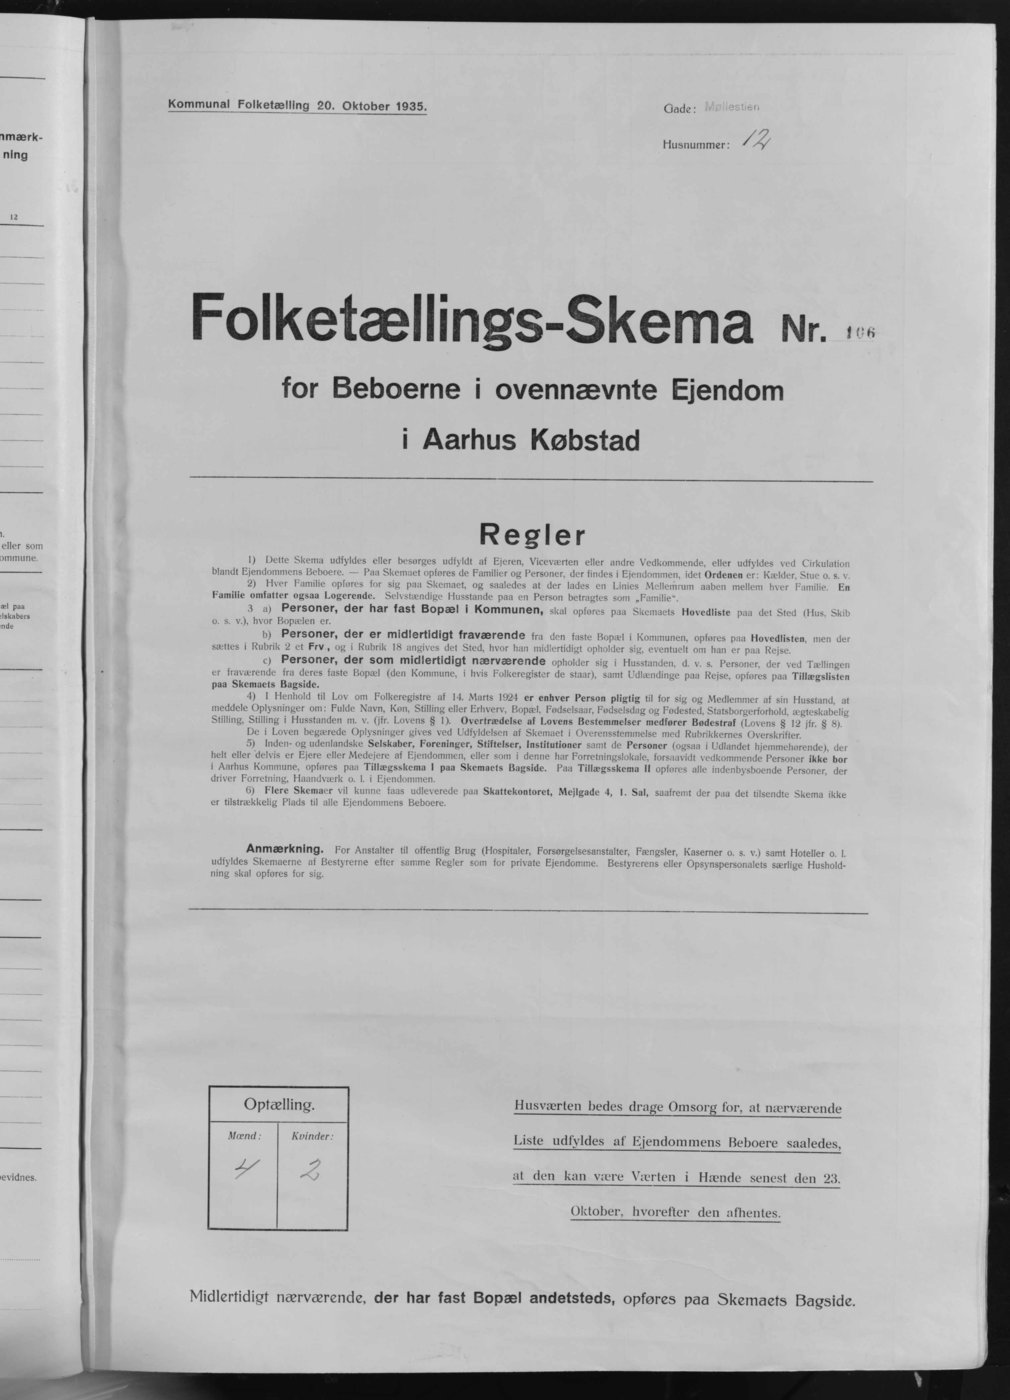 nmærk-
ning
12
eller som
ommune.
æl paa
elskabers
ende
evidnes.
Kommunal Folketælling 20. Oktober 1935.
Gade: Møllestien
Husnummer: 12
Folketællings-Skema Nr. 106
for Beboerne i ovennævnte Ejendom
i Aarhus Købstad
Regler
1) Dette Skema udfyldes eller besørges udfyldt af Ejeren, Viceværten eller andre Vedkommende, eller udfyldes ved Cirkulation
blandt Ejendommens Beboere. — Paa Skemaet opføres de Familier og Personer, der findes i Ejendommen, idet Ordenen er: Kælder, Stue o. s. v.
2) Hver Familie opføres for sig paa Skemaet, og saaledes at der lades en Linies Mellemrum aaben mellem hver Familie. En
Familie omfatter ogsaa Logerende. Selvstændige Husstande paa en Person betragtes som „Familie".
3 a) Personer, der har fast Bopæl i Kommunen, skal opføres paa Skemaets Hovedliste paa det Sted (Hus, Skib
o. s. v.), hvor Bopælen er.
b) Personer, der er midlertidigt fraværende fra den faste Bopæl i Kommunen, opføres paa Hovedlisten, men der
sættes i Rubrik 2 et Frv., og i Rubrik 18 angives det Sted, hvor han midlertidigt opholder sig, eventuelt om han er paa Rejse.
c) Personer, der som midlertidigt nærværende opholder sig i Husstanden, d. v. s. Personer, der ved Tællingen
er fraværende fra deres faste Bopæl (den Kommune, i hvis Folkeregister de staar), samt Udlændinge paa Rejse, opføres paa Tillægslisten
paa Skemaets Bagside.
4) I Henhold til Lov om Folkeregistre af 14. Marts 1924 er enhver Person pligtig til for sig og Medlemmer af sin Husstand, at
meddele Oplysninger om: Fulde Navn, Køn, Stilling eller Erhverv, Bopæl, Fødselsaar, Fødselsdag og Fødested, Statsborgerforhold, ægteskabelig
Stilling, Stilling i Husstanden m. v. (jfr. Lovens § 1). Overtrædelse af Lovens Bestemmelser medfører Bødestraf (Lovens § 12 jfr. § 8).
De i Loven begærede Oplysninger gives ved Udfyldelsen af Skemaet i Overensstemmelse med Rubrikkernes Overskrifter.
5) Inden- og udenlandske Selskaber, Foreninger, Stiftelser, Institutioner samt de Personer (ogsaa i Udlandet hjemmehørende), der
helt eller delvis er Ejere eller Medejere af Ejendommen, eller som i denne har Forretningslokale, forsaavidt vedkommende Personer ikke bor
i Aarhus Kommune, opføres paa Tillægsskema I paa Skemaets Bagside. Paa Tillægsskema II opføres alle indenbysboende Personer, der
driver Forretning, Haandværk o. l. i Ejendommen.
6) Flere Skemaer vil kunne faas udleverede paa Skattekontoret, Mejlgade 4, 1. Sal, saafremt der paa det tilsendte Skema ikke
er tilstrækkelig Plads til alle Ejendommens Beboere.
Anmærkning. For Anstalter til offentlig Brug (Hospitaler, Forsørgelsesanstalter, Fængsler, Kaserner o. s. v.) samt Hoteller o. l.
udfyldes Skemaerne af Bestyrerne efter samme Regler som for private Ejendomme. Bestyrerens eller Opsynspersonalets særlige Hushold-
ning skal opføres for sig.
Optælling.
Mænd: Kvinder:
4 2
Husværten bedes drage Omsorg for, at nærværende
Liste udfyldes af Ejendommens Beboere saaledes,
at den kan være Værten i Hænde senest den 23.
Oktober, hvorefter den afhentes.
Midlertidigt nærværende, der har fast Bopæl andetsteds, opføres paa Skemaets Bagside.